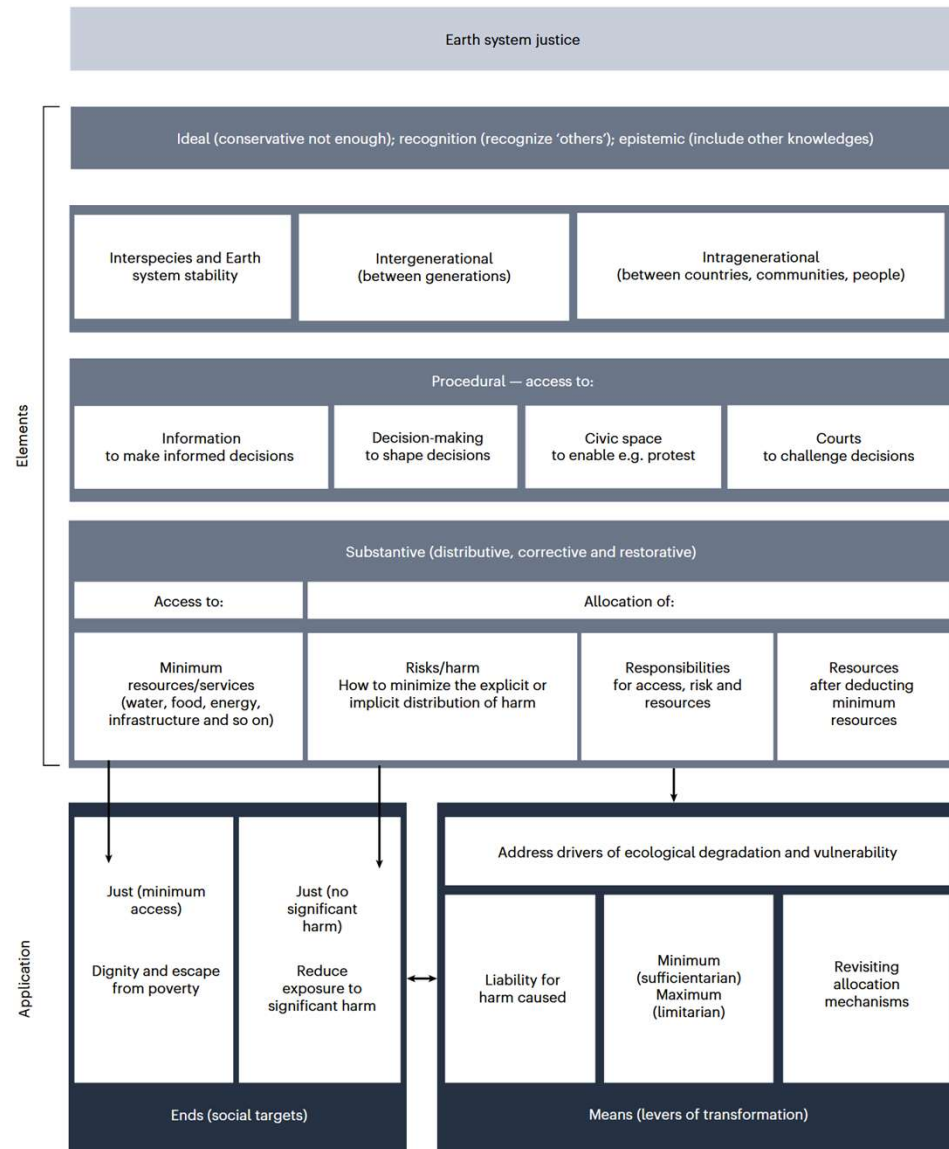 Earth system justice
Elements
Ideal (conservative not enough); recognition (recognize ‘others’); epistemic (include other knowledges)
Interspecies and Earth
system stability
Intergenerational
(between generations)
Intragenerational
(between countries, communities, people)
Procedural — access to:
Information
to make informed decisions
Decision-making
to shape decisions
Civic space
to enable e.g. protest
Courts
to challenge decisions
Substantive (distributive, corrective and restorative)
Access to:
Allocation of:
Minimum
resources/services
(water, food, energy,
infrastructure and so on)
Risks/harm
How to minimize the explicit or
implicit distribution of harm
Responsibilities
for access, risk and
resources
Resources
after deducting
minimum
resources
Application
Just (minimum
access)
Dignity and escape
from poverty
Just (no
significant
harm)
Reduce
exposure to
significant harm
Ends (social targets)
Address drivers of ecological degradation and vulnerability
Liability for
harm caused
Minimum
(sufficientarian)
Maximum
(limitarian)
Revisiting
allocation
mechanisms
Means (levers of transformation)